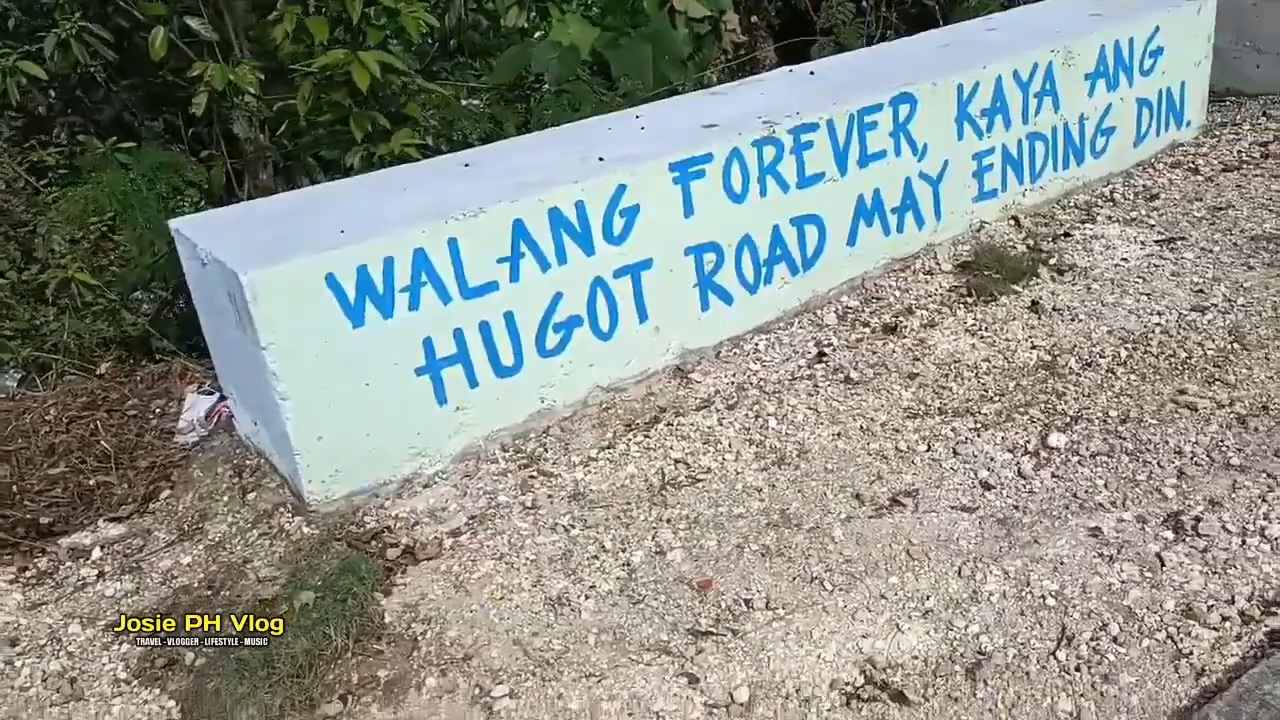 WALANG FOREVER, KAYA ANG
HUGOT ROAD MAY ENDING DIN.
Josie PH Vlog
TRAVEL - VLOGGER - LIFESTYLE - MUSIC